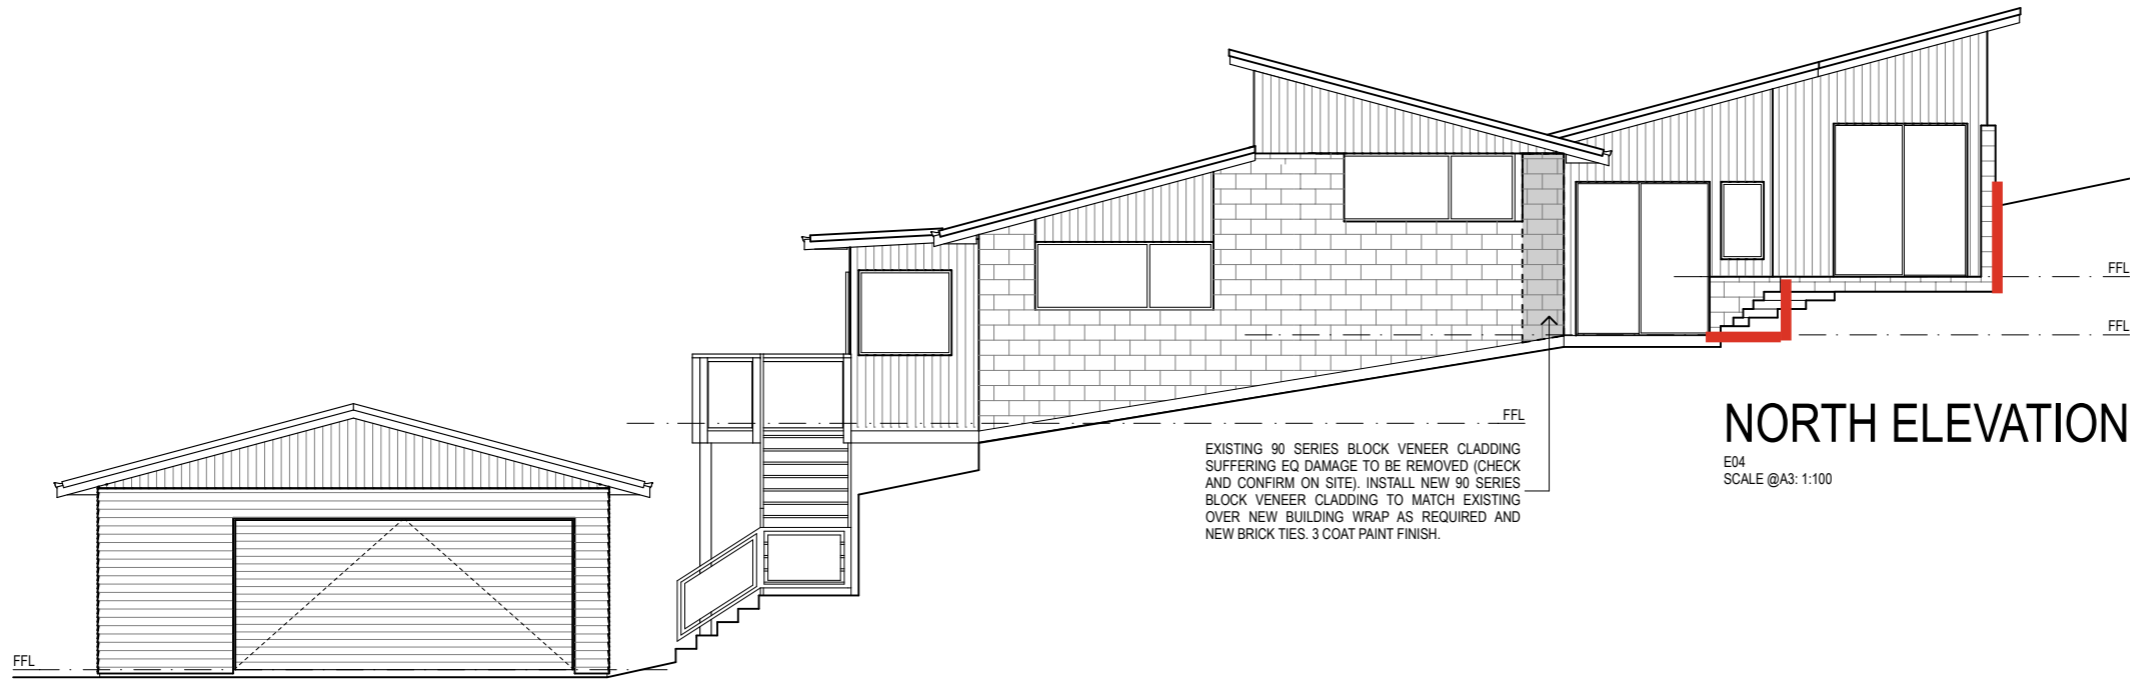 FFL
FFL
FFL
NORTH ELEVATION
E04
SCALE @A3: 1:100
EXISTING 90 SERIES BLOCK VENEER CLADDING
SUFFERING EQ DAMAGE TO BE REMOVED (CHECK
AND CONFIRM ON SITE). INSTALL NEW 90 SERIES
BLOCK VENEER CLADDING TO MATCH EXISTING
OVER NEW BUILDING WRAP AS REQUIRED AND
NEW BRICK TIES. 3 COAT PAINT FINISH.
FFL